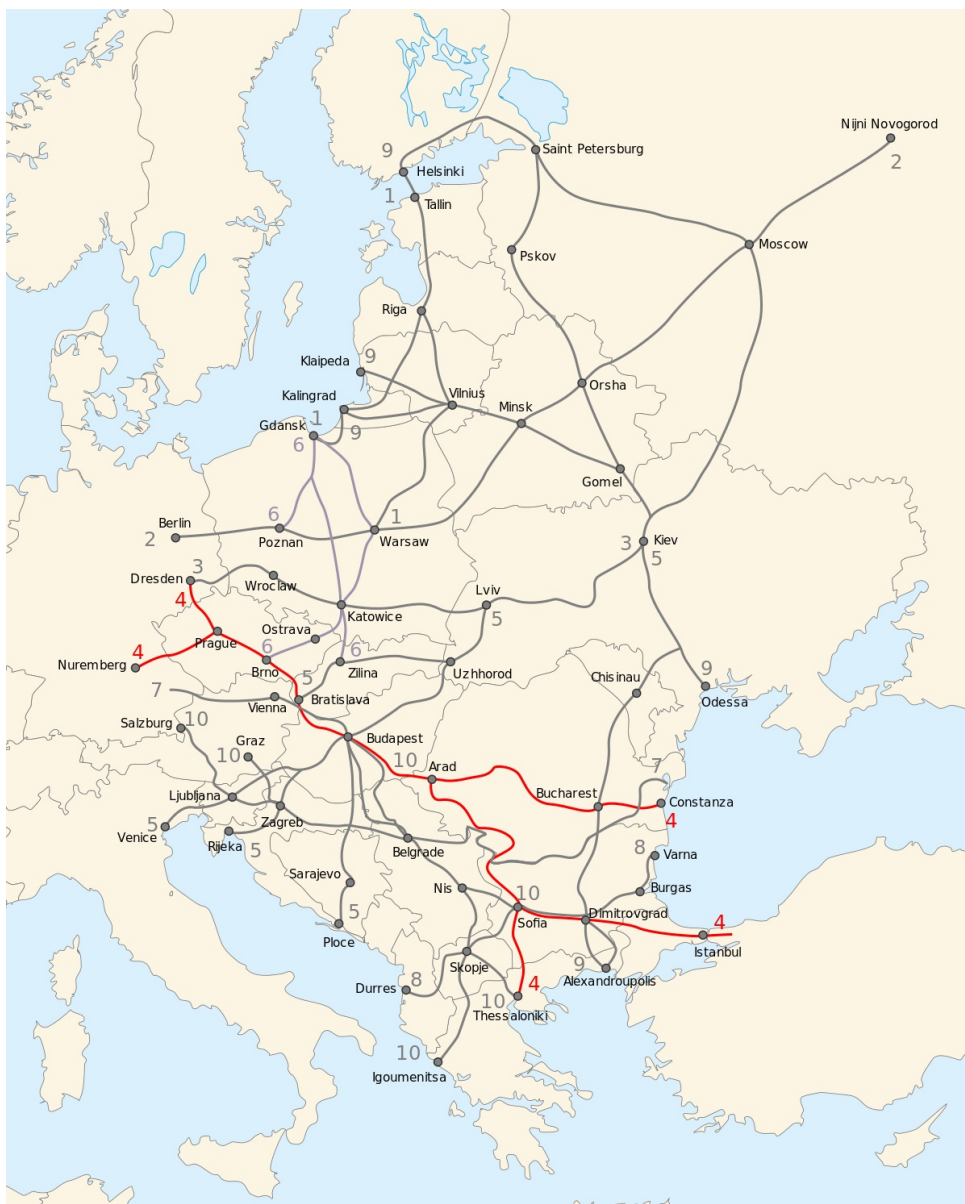 Nijni Novogorod
2
Saint Petersburg
9
Helsinki
1
Tallin
Moscow
Pskov
Riga
9
Klaipeda
Orsha
Vilnius
Kalingrad
Minsk
1
Gdansk
9
6
Gomel
6
1
Berlin
2
Poznan
Warsaw
3
Kiev
5
3
Dresden
Wroclaw
4
Lviv
Katowice
5
Ostrava
Prague
4
6
6
Nuremberg
Brno
Zilina
Uzhhorod
5
Chisinau
9
7
Bratislava
Odessa
Vienna
Salzburg
10
Budapest
Graz
10
10
Arad
7
Ljubljana
Bucharest
Constanza
Zagreb
4
5
Venice
Rijeka
5
Belgrade
8
Varna
Sarajevo
Nis
10
Burgas
5
Sofia
Dimitrovgrad
4
Ploce
Istanbul
Skopje
9
8
4
Alexandroupolis
Durres
10
Thessaloniki
10
Igoumenitsa